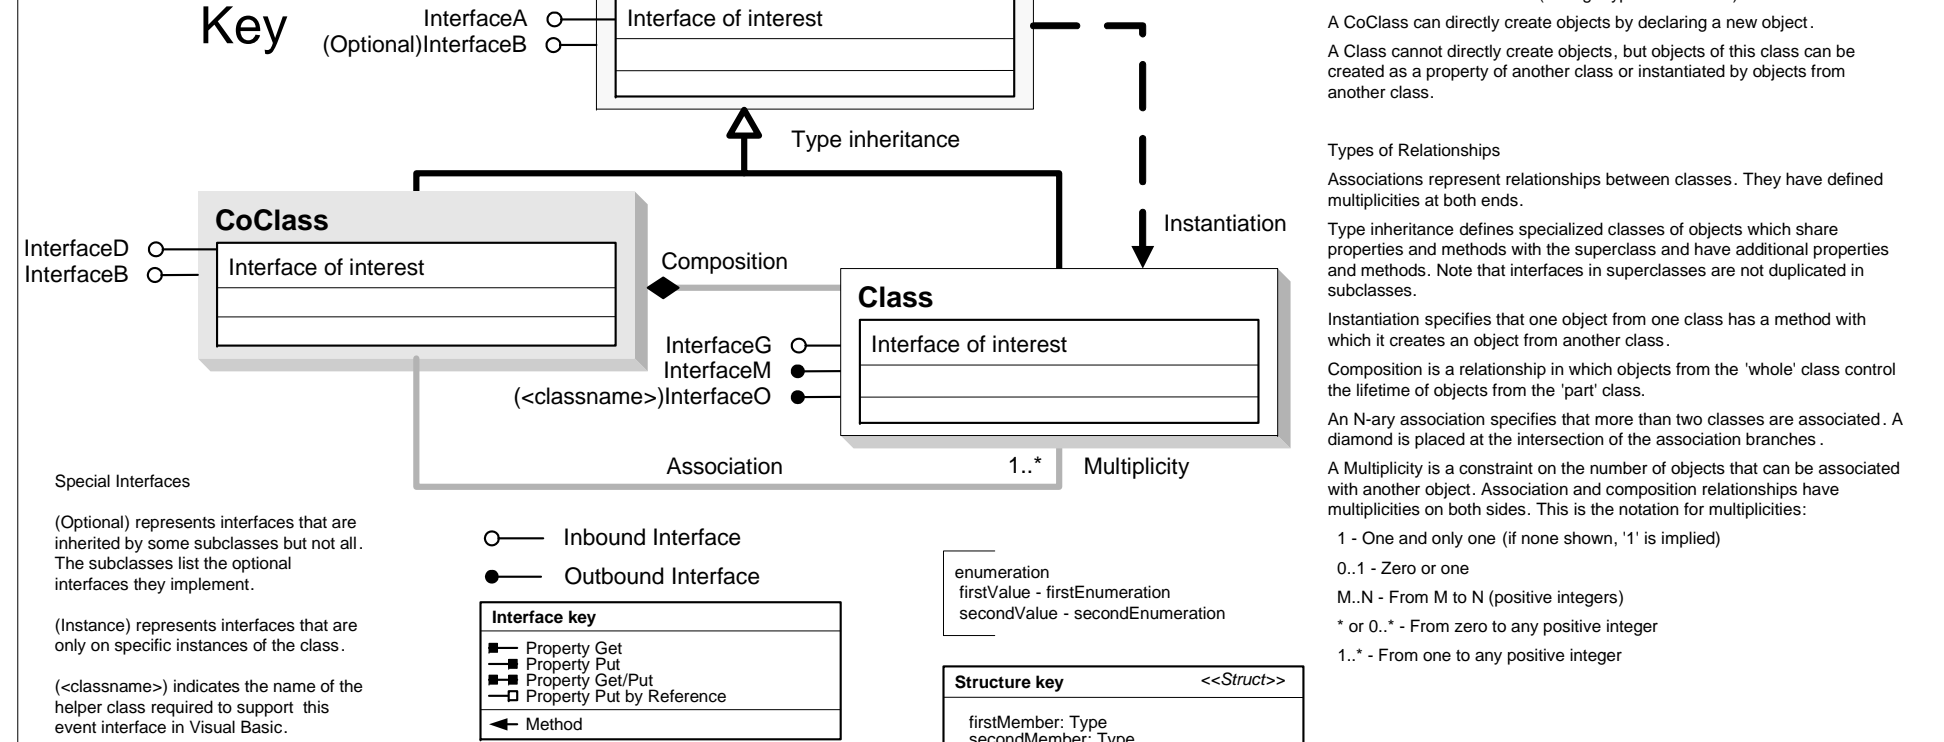 Key
InterfaceA
(Optional)InterfaceB
Interface of interest
Type inheritance
Instantiation
CoClass
Interface of interest
InterfaceD
InterfaceB
Composition
Class
Interface of interest
InterfaceG
InterfaceM
(<classname>)InterfaceO
Association
1..*
Multiplicity
Special Interfaces
(Optional) represents interfaces that are
inherited by some subclasses but not all.
The subclasses list the optional
interfaces they implement.
(Instance) represents interfaces that are
only on specific instances of the class.
(<classname>) indicates the name of the
helper class required to support this
event interface in Visual Basic.
Inbound Interface
Outbound Interface
Interface key
Property Get
Property Put
Property Get/Put
Property Put by Reference
Method
enumeration
firstValue - firstEnumeration
secondValue - secondEnumeration
Structure key
<<Struct>>
firstMember: Type
secondMember: Type
A CoClass can directly create objects by declaring a new object.
A Class cannot directly create objects, but objects of this class can be
created as a property of another class or instantiated by objects from
another class.
Types of Relationships
Associations represent relationships between classes. They have defined
multiplicities at both ends.
Type inheritance defines specialized classes of objects which share
properties and methods with the superclass and have additional properties
and methods. Note that interfaces in superclasses are not duplicated in
subclasses.
Instantiation specifies that one object from one class has a method with
which it creates an object from another class.
Composition is a relationship in which objects from the 'whole' class control
the lifetime of objects from the 'part' class.
An N-ary association specifies that more than two classes are associated. A
diamond is placed at the intersection of the association branches.
A Multiplicity is a constraint on the number of objects that can be associated
with another object. Association and composition relationships have
multiplicities on both sides. This is the notation for multiplicities:
1 - One and only one (if none shown, '1' is implied)
0..1 - Zero or one
M..N - From M to N (positive integers)
* or 0..* - From zero to any positive integer
1..* - From one to any positive integer